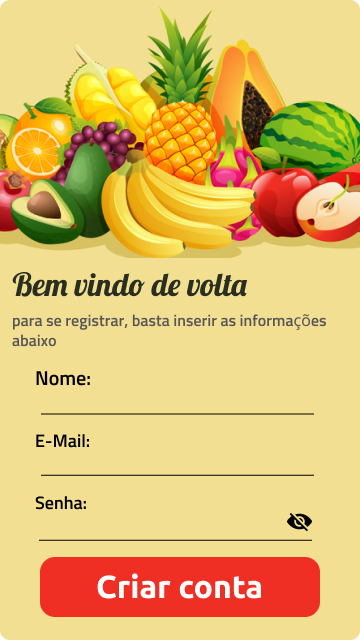 Bem vindo de volta
para se registrar, basta inserir as informações
abaixo
Nome:
E-Mail:
Senha:
Criar conta